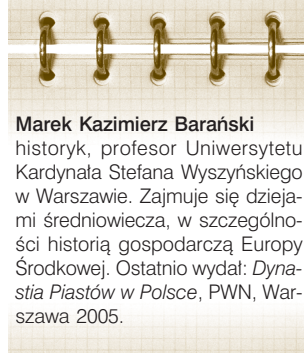 Marek Kazimierz Barański
historyk, profesor Uniwersytetu
Kardynała Stefana Wyszyńskiego
w Warszawie. Zajmuje się dzieja-
mi średniowiecza, w szczególno-
ści historią gospodarczą Europy
Środkowej. Ostatnio wydał: Dyna-
stia Piastów w Polsce, PWN, War-
szawa 2005.